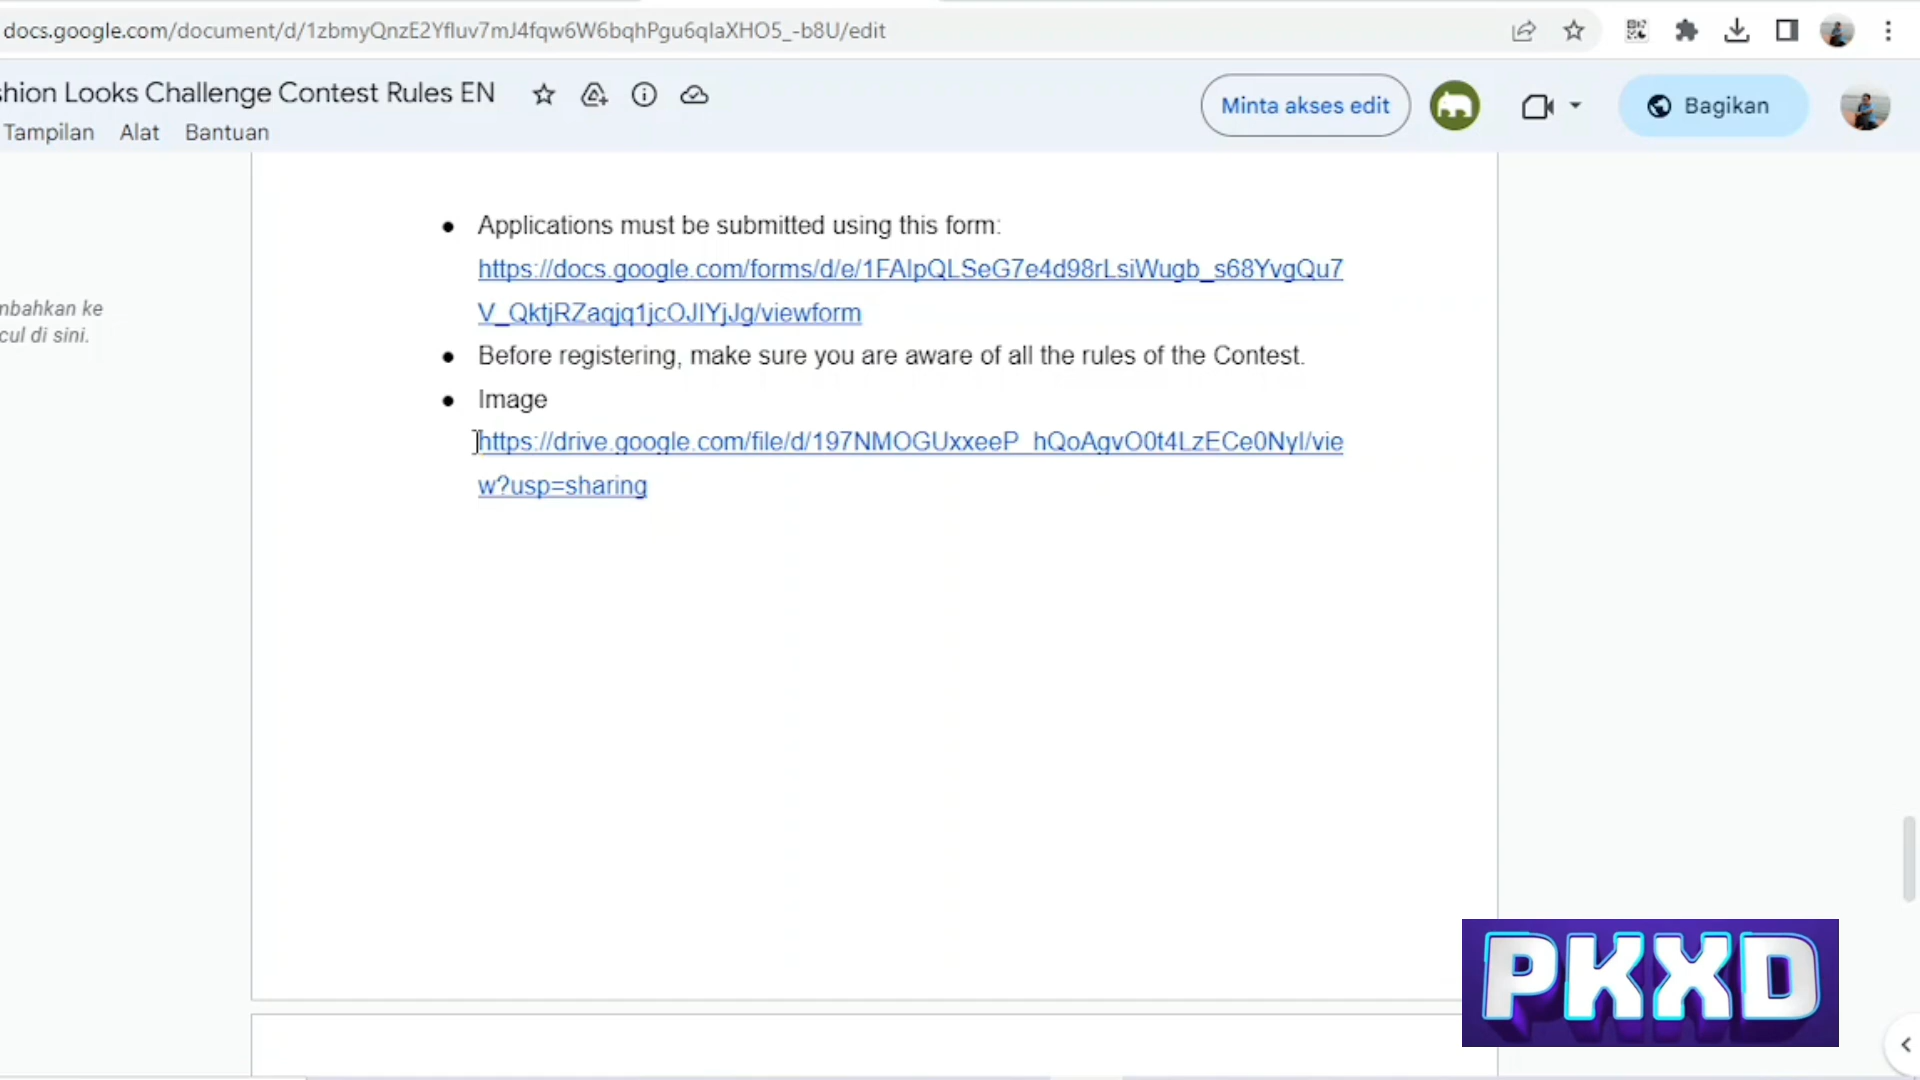 docs.google.com/document/d/1zbmyQnzE2Yfluv7mJ4fqw6W6bqhPgu6qlaXHO5_-b8U/edit
shion Looks Challenge Contest Rules EN
Minta akses edit
Bagikan
Tampilan Alat Bantuan
● Applications must be submitted using this form:
https://docs.google.com/forms/d/e/1FAIpQLSeG7e4d98rLsiWugb_s68YvgQu7
V_QktjRZaqjq1jcOJIYjJg/viewform
mbahkan ke
cul di sini.
● Before registering, make sure you are aware of all the rules of the Contest.
● Image
https://drive.google.com/file/d/197NMOGUxxeeP_hQoAgvO0t4LzECe0NyI/vie
w?usp=sharing
PKXD